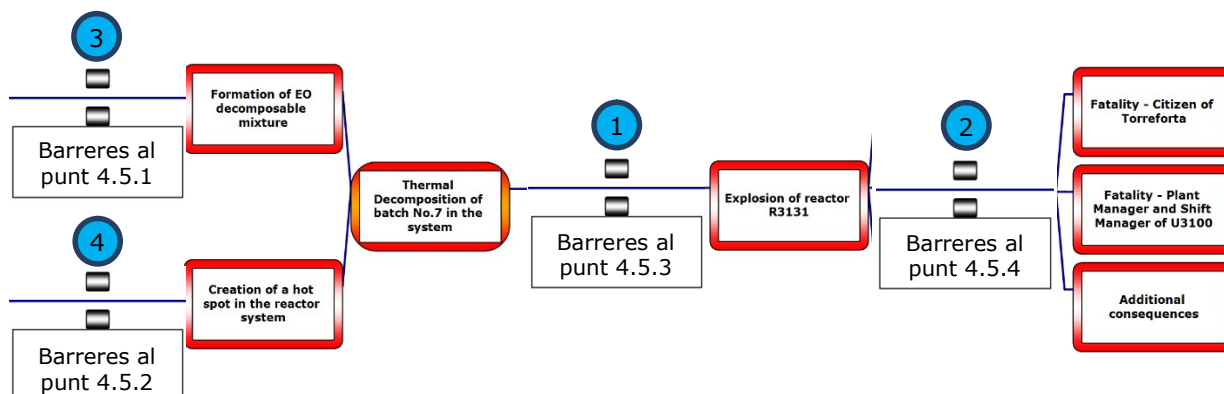 3
Formation of EO
decomposable
mixture
Barreres al
punt 4.5.1
4
Creation of a hot
spot in the reactor
system
Barreres al
punt 4.5.2
Thermal
Decomposition of
batch No.7 in the
system
1
Barreres al
punt 4.5.3
Explosion of reactor
R3131
2
Barreres al
punt 4.5.4
Fatality - Citizen of
Torreforta
Fatality - Plant
Manager and Shift
Manager of U3100
Additional
consequences